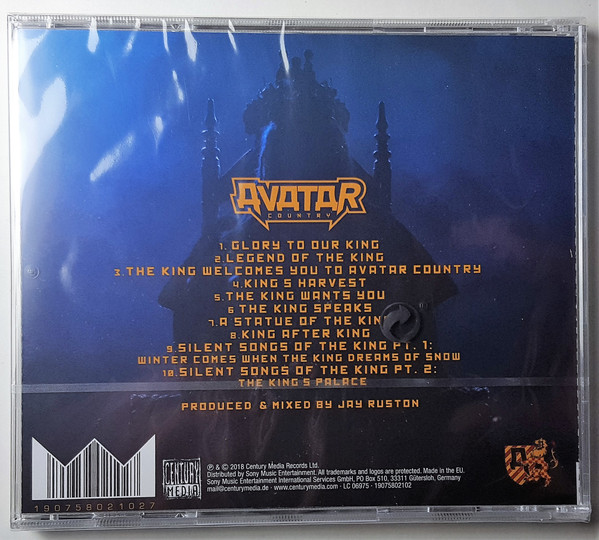 AVATAR
COUNTRY
1. GLORY TO OUR KING
2. LEGEND OF THE KING
3. THE KING WELCOMES YOU TO AVATAR COUNTRY
4. KING'S HARVEST
5. THE KING WANTS YOU
6 THE KING SPEAKS
7. A STATUE OF THE KING
8. KING AFTER KING
9. SILENT SONGS OF THE KING PT. 1:
WINTER COMES WHEN THE KING DREAMS OF SNOW
10. SILENT SONGS OF THE KING PT. 2:
THE KING'S PALACE
PRODUCED & MIXED BY JAY RUSTON
CENTURY
MEDIA
℗ & © 2018 Century Media Records Ltd.
Distributed by Sony Music Entertainment. All trademarks and logos are protected. Made in the EU.
Sony Music Entertainment International Services GmbH, PO Box 510, 33311 Gütersloh, Germany
mail@centurymedia.de · www.centurymedia.com · LC 06975 · 19075802102
190758021027